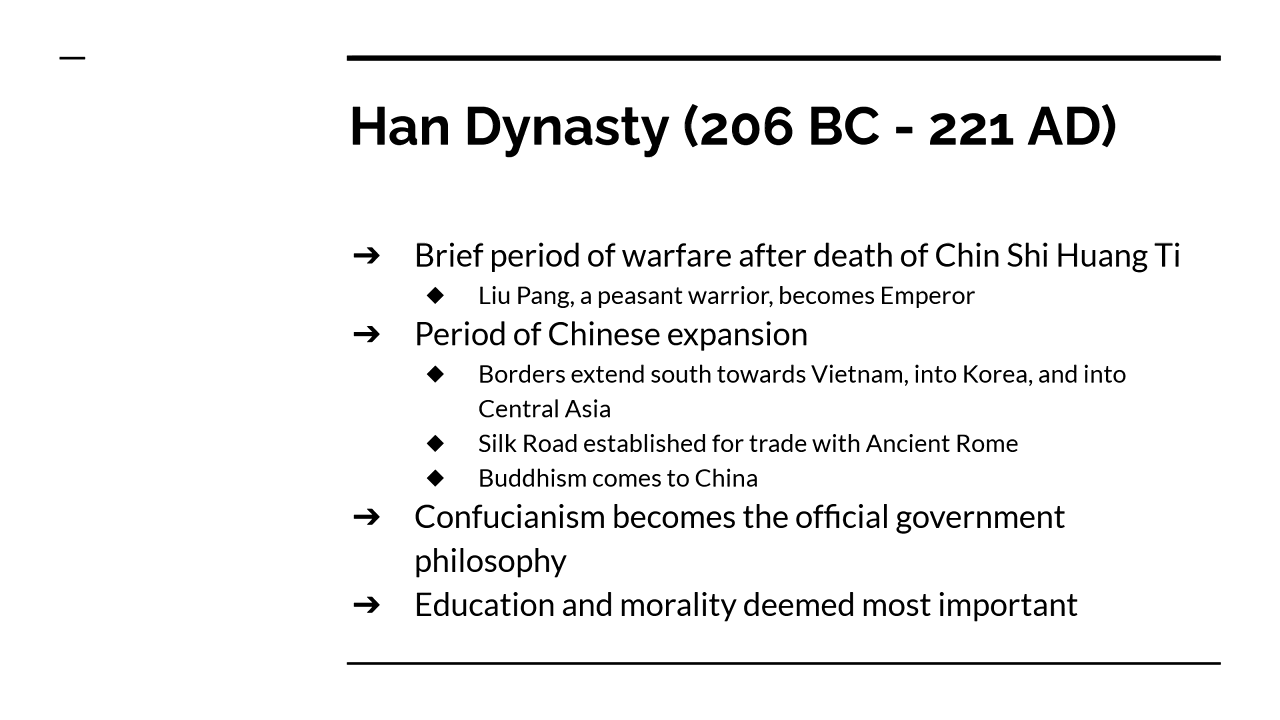 Han Dynasty (206 BC - 221 AD)
➔ Brief period of warfare after death of Chin Shi Huang Ti
◆ Liu Pang, a peasant warrior, becomes Emperor
➔ Period of Chinese expansion
◆ Borders extend south towards Vietnam, into Korea, and into
Central Asia
◆ Silk Road established for trade with Ancient Rome
◆ Buddhism comes to China
➔ Confucianism becomes the official government
philosophy
➔ Education and morality deemed most important